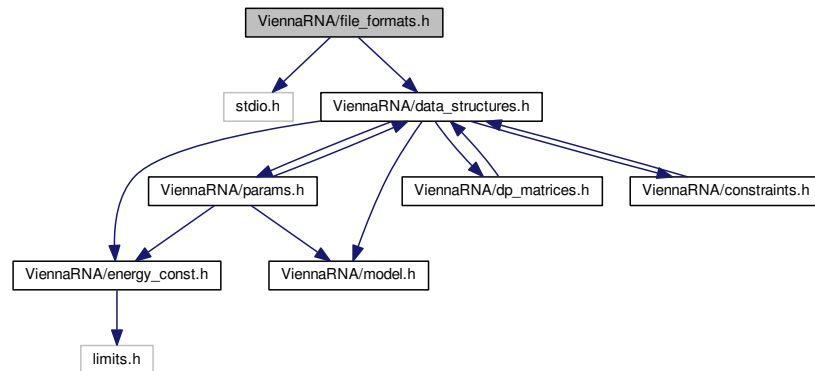 ViennaRNA/file_formats.h
stdio.h
ViennaRNA/data_structures.h
ViennaRNA/params.h
ViennaRNA/dp_matrices.h
ViennaRNA/constraints.h
ViennaRNA/energy_const.h
ViennaRNA/model.h
limits.h